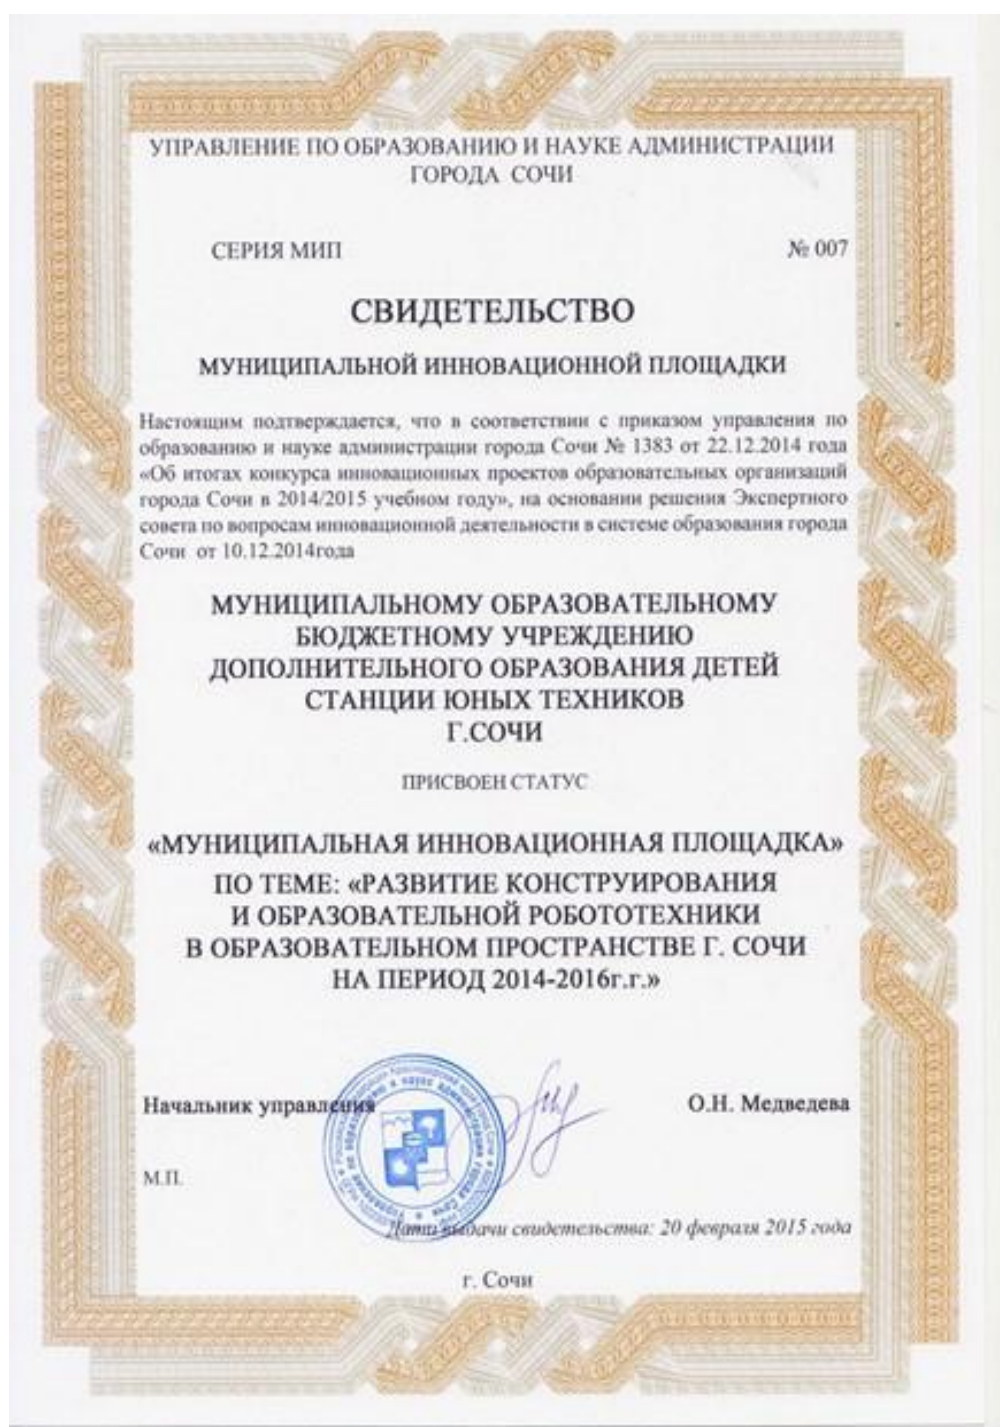 УПРАВЛЕНИЕ ПО ОБРАЗОВАНИЮ И НАУКЕ АДМИНИСТРАЦИИ
ГОРОДА СОЧИ
СЕРИЯ МИП № 007
СВИДЕТЕЛЬСТВО
МУНИЦИПАЛЬНОЙ ИННОВАЦИОННОЙ ПЛОЩАДКИ
Настоящим подтверждается, что в соответствии с приказом управления по
образованию и науке администрации города Сочи № 1383 от 22.12.2014 года
«Об итогах конкурса инновационных проектов образовательных организаций
города Сочи в 2014/2015 учебном году», на основании решения Экспертного
совета по вопросам инновационной деятельности в системе образования города
Сочи от 10.12.2014года
МУНИЦИПАЛЬНОМУ ОБРАЗОВАТЕЛЬНОМУ
БЮДЖЕТНОМУ УЧРЕЖДЕНИЮ
ДОПОЛНИТЕЛЬНОГО ОБРАЗОВАНИЯ ДЕТЕЙ
СТАНЦИИ ЮНЫХ ТЕХНИКОВ
Г.СОЧИ
ПРИСВОЕН СТАТУС
«МУНИЦИПАЛЬНАЯ ИННОВАЦИОННАЯ ПЛОЩАДКА»
ПО ТЕМЕ: «РАЗВИТИЕ КОНСТРУИРОВАНИЯ
И ОБРАЗОВАТЕЛЬНОЙ РОБОТОТЕХНИКИ
В ОБРАЗОВАТЕЛЬНОМ ПРОСТРАНСТВЕ Г. СОЧИ
НА ПЕРИОД 2014-2016г.г.»
Начальник управления О.Н. Медведева
М.П.
Дата выдачи свидетельства: 20 февраля 2015 года
г. Сочи